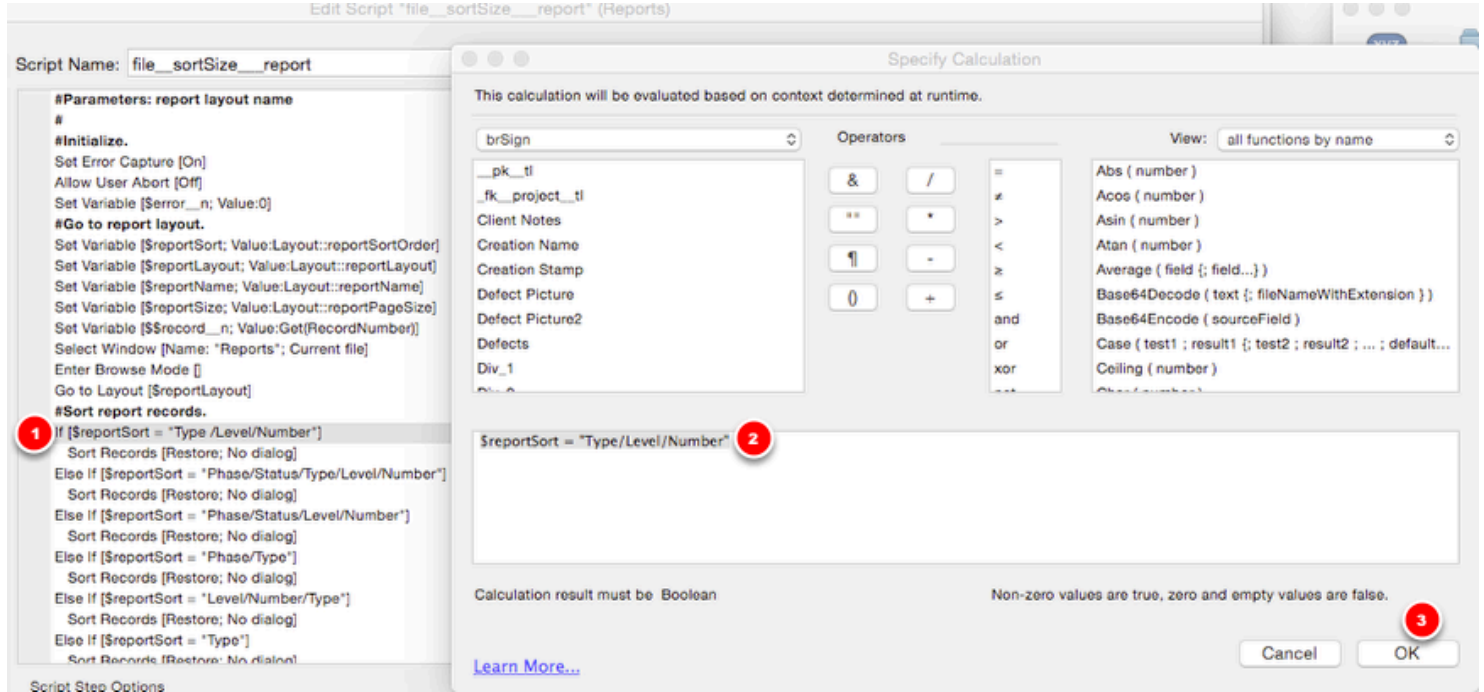 Edit Script "file__sortSize___report" (Reports)
Script Name: file__sortSize___report
#Parameters: report layout name
#
#Initialize.
Set Error Capture [On]
Allow User Abort [Off]
Set Variable [$error__n; Value:0]
#Go to report layout.
Set Variable [$reportSort; Value:Layout::reportSortOrder]
Set Variable [$reportLayout; Value:Layout::reportLayout]
Set Variable [$reportName; Value:Layout::reportName]
Set Variable [$reportSize; Value:Layout::reportPageSize]
Set Variable [$$record__n; Value:Get(RecordNumber)]
Select Window [Name: "Reports"; Current file]
Enter Browse Mode []
Go to Layout [$reportLayout]
#Sort report records.
1
If [$reportSort = "Type /Level/Number"]
Sort Records [Restore; No dialog]
Else If [$reportSort = "Phase/Status/Type/Level/Number"]
Sort Records [Restore; No dialog]
Else If [$reportSort = "Phase/Status/Level/Number"]
Sort Records [Restore; No dialog]
Else If [$reportSort = "Phase/Type"]
Sort Records [Restore; No dialog]
Else If [$reportSort = "Level/Number/Type"]
Sort Records [Restore; No dialog]
Else If [$reportSort = "Type"]
Sort Records [Restore; No dialog]
Script Step Options
Specify Calculation
This calculation will be evaluated based on context determined at runtime.
brSign
__pk__tl
_fk__project__tl
Client Notes
Creation Name
Creation Stamp
Defect Picture
Defect Picture2
Defects
Div_1
Operators
& /
"" *
¶ -
() +
=
≠
>
<
≥
≤
and
or
xor
View: all functions by name
Abs ( number )
Acos ( number )
Asin ( number )
Atan ( number )
Average ( field {; field...} )
Base64Decode ( text {; fileNameWithExtension } )
Base64Encode ( sourceField )
Case ( test1 ; result1 {; test2 ; result2 ; ... ; default...
Ceiling ( number )
$reportSort = "Type/Level/Number"
2
Calculation result must be Boolean
Non-zero values are true, zero and empty values are false.
3
Learn More...
Cancel
OK